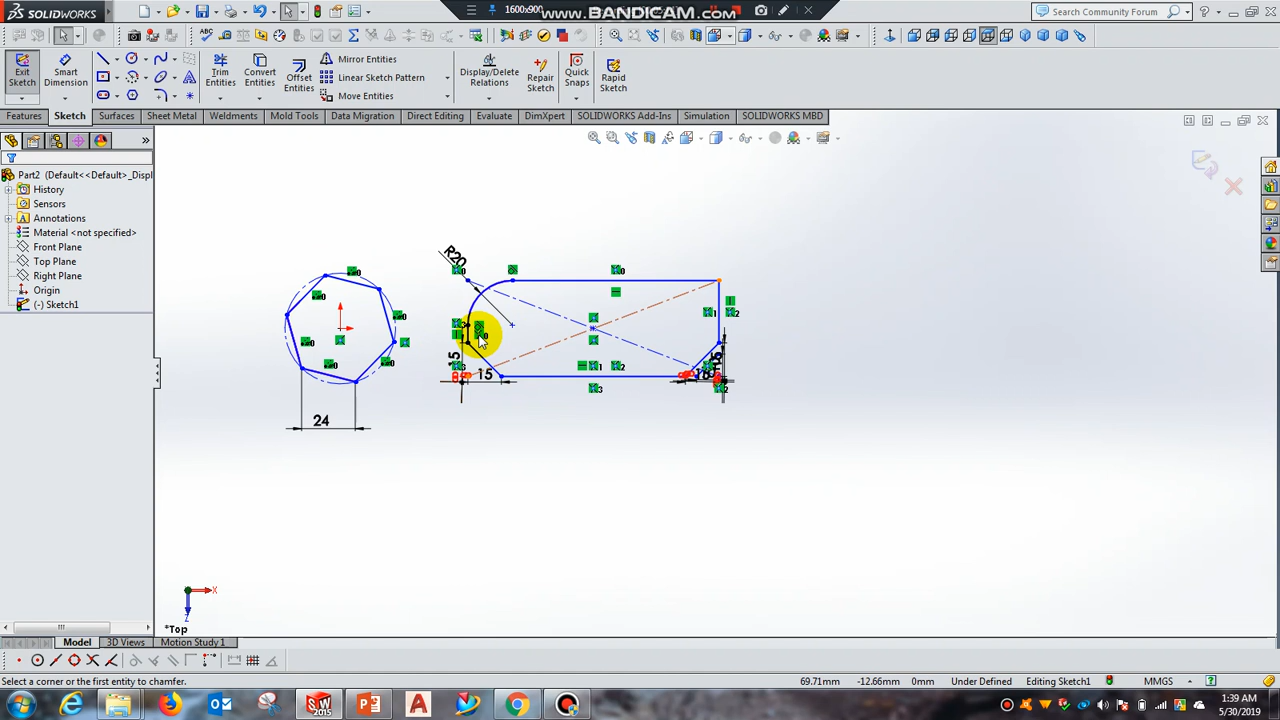 SOLIDWORKS
1600x900
www.BANDICAM.com
Search Community Forum
Exit Sketch
Smart Dimension
Trim Entities
Convert Entities
Offset Entities
Mirror Entities
Linear Sketch Pattern
Move Entities
Display/Delete Relations
Repair Sketch
Quick Snaps
Rapid Sketch
Features
Sketch
Surfaces
Sheet Metal
Weldments
Mold Tools
Data Migration
Direct Editing
Evaluate
DimXpert
SOLIDWORKS Add-Ins
Simulation
SOLIDWORKS MBD
Part2 (Default<<Default>_Displ
History
Sensors
Annotations
Material <not specified>
Front Plane
Top Plane
Right Plane
Origin
(-) Sketch1
R20
15
15
24
X
Z
*Top
Model
3D Views
Motion Study 1
Select a corner or the first entity to chamfer.
69.71mm
-12.66mm
0mm
Under Defined
Editing Sketch1
MMGS
SW 2015
1:39 AM
5/30/2019